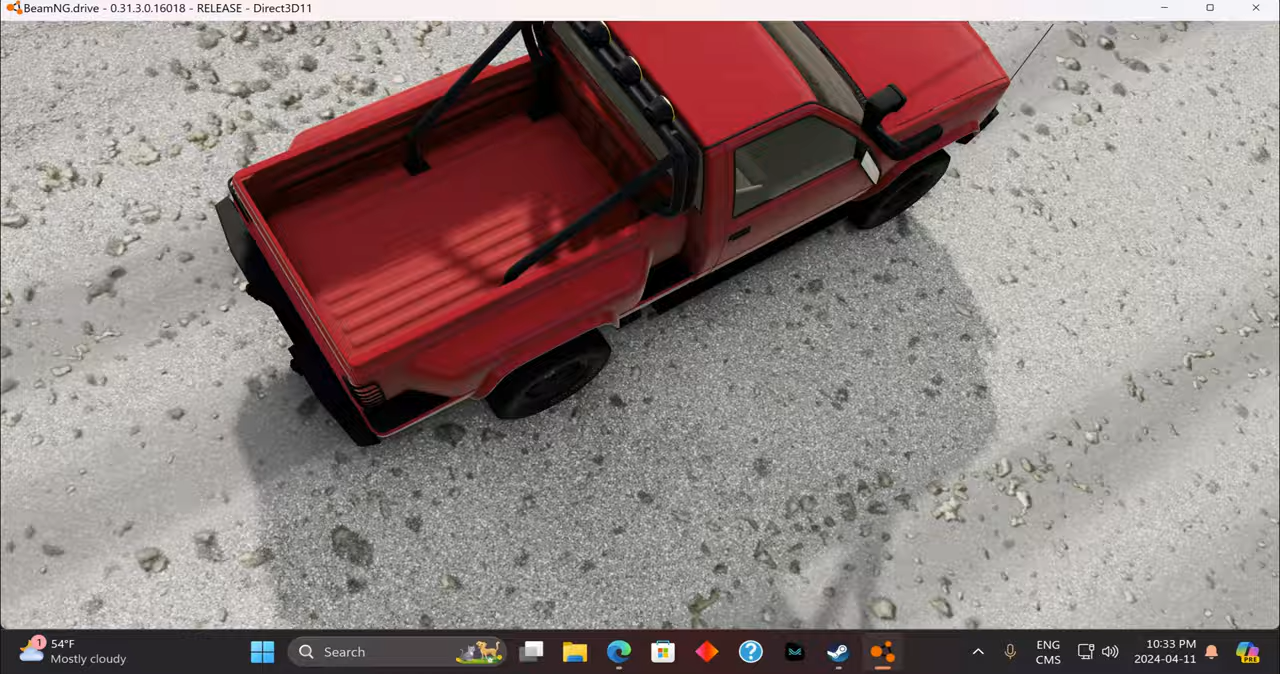 BeamNG.drive - 0.31.3.0.16018 - RELEASE - Direct3D11
1
54°F
Mostly cloudy
Search
ENG
CMS
10:33 PM
2024-04-11
PRE